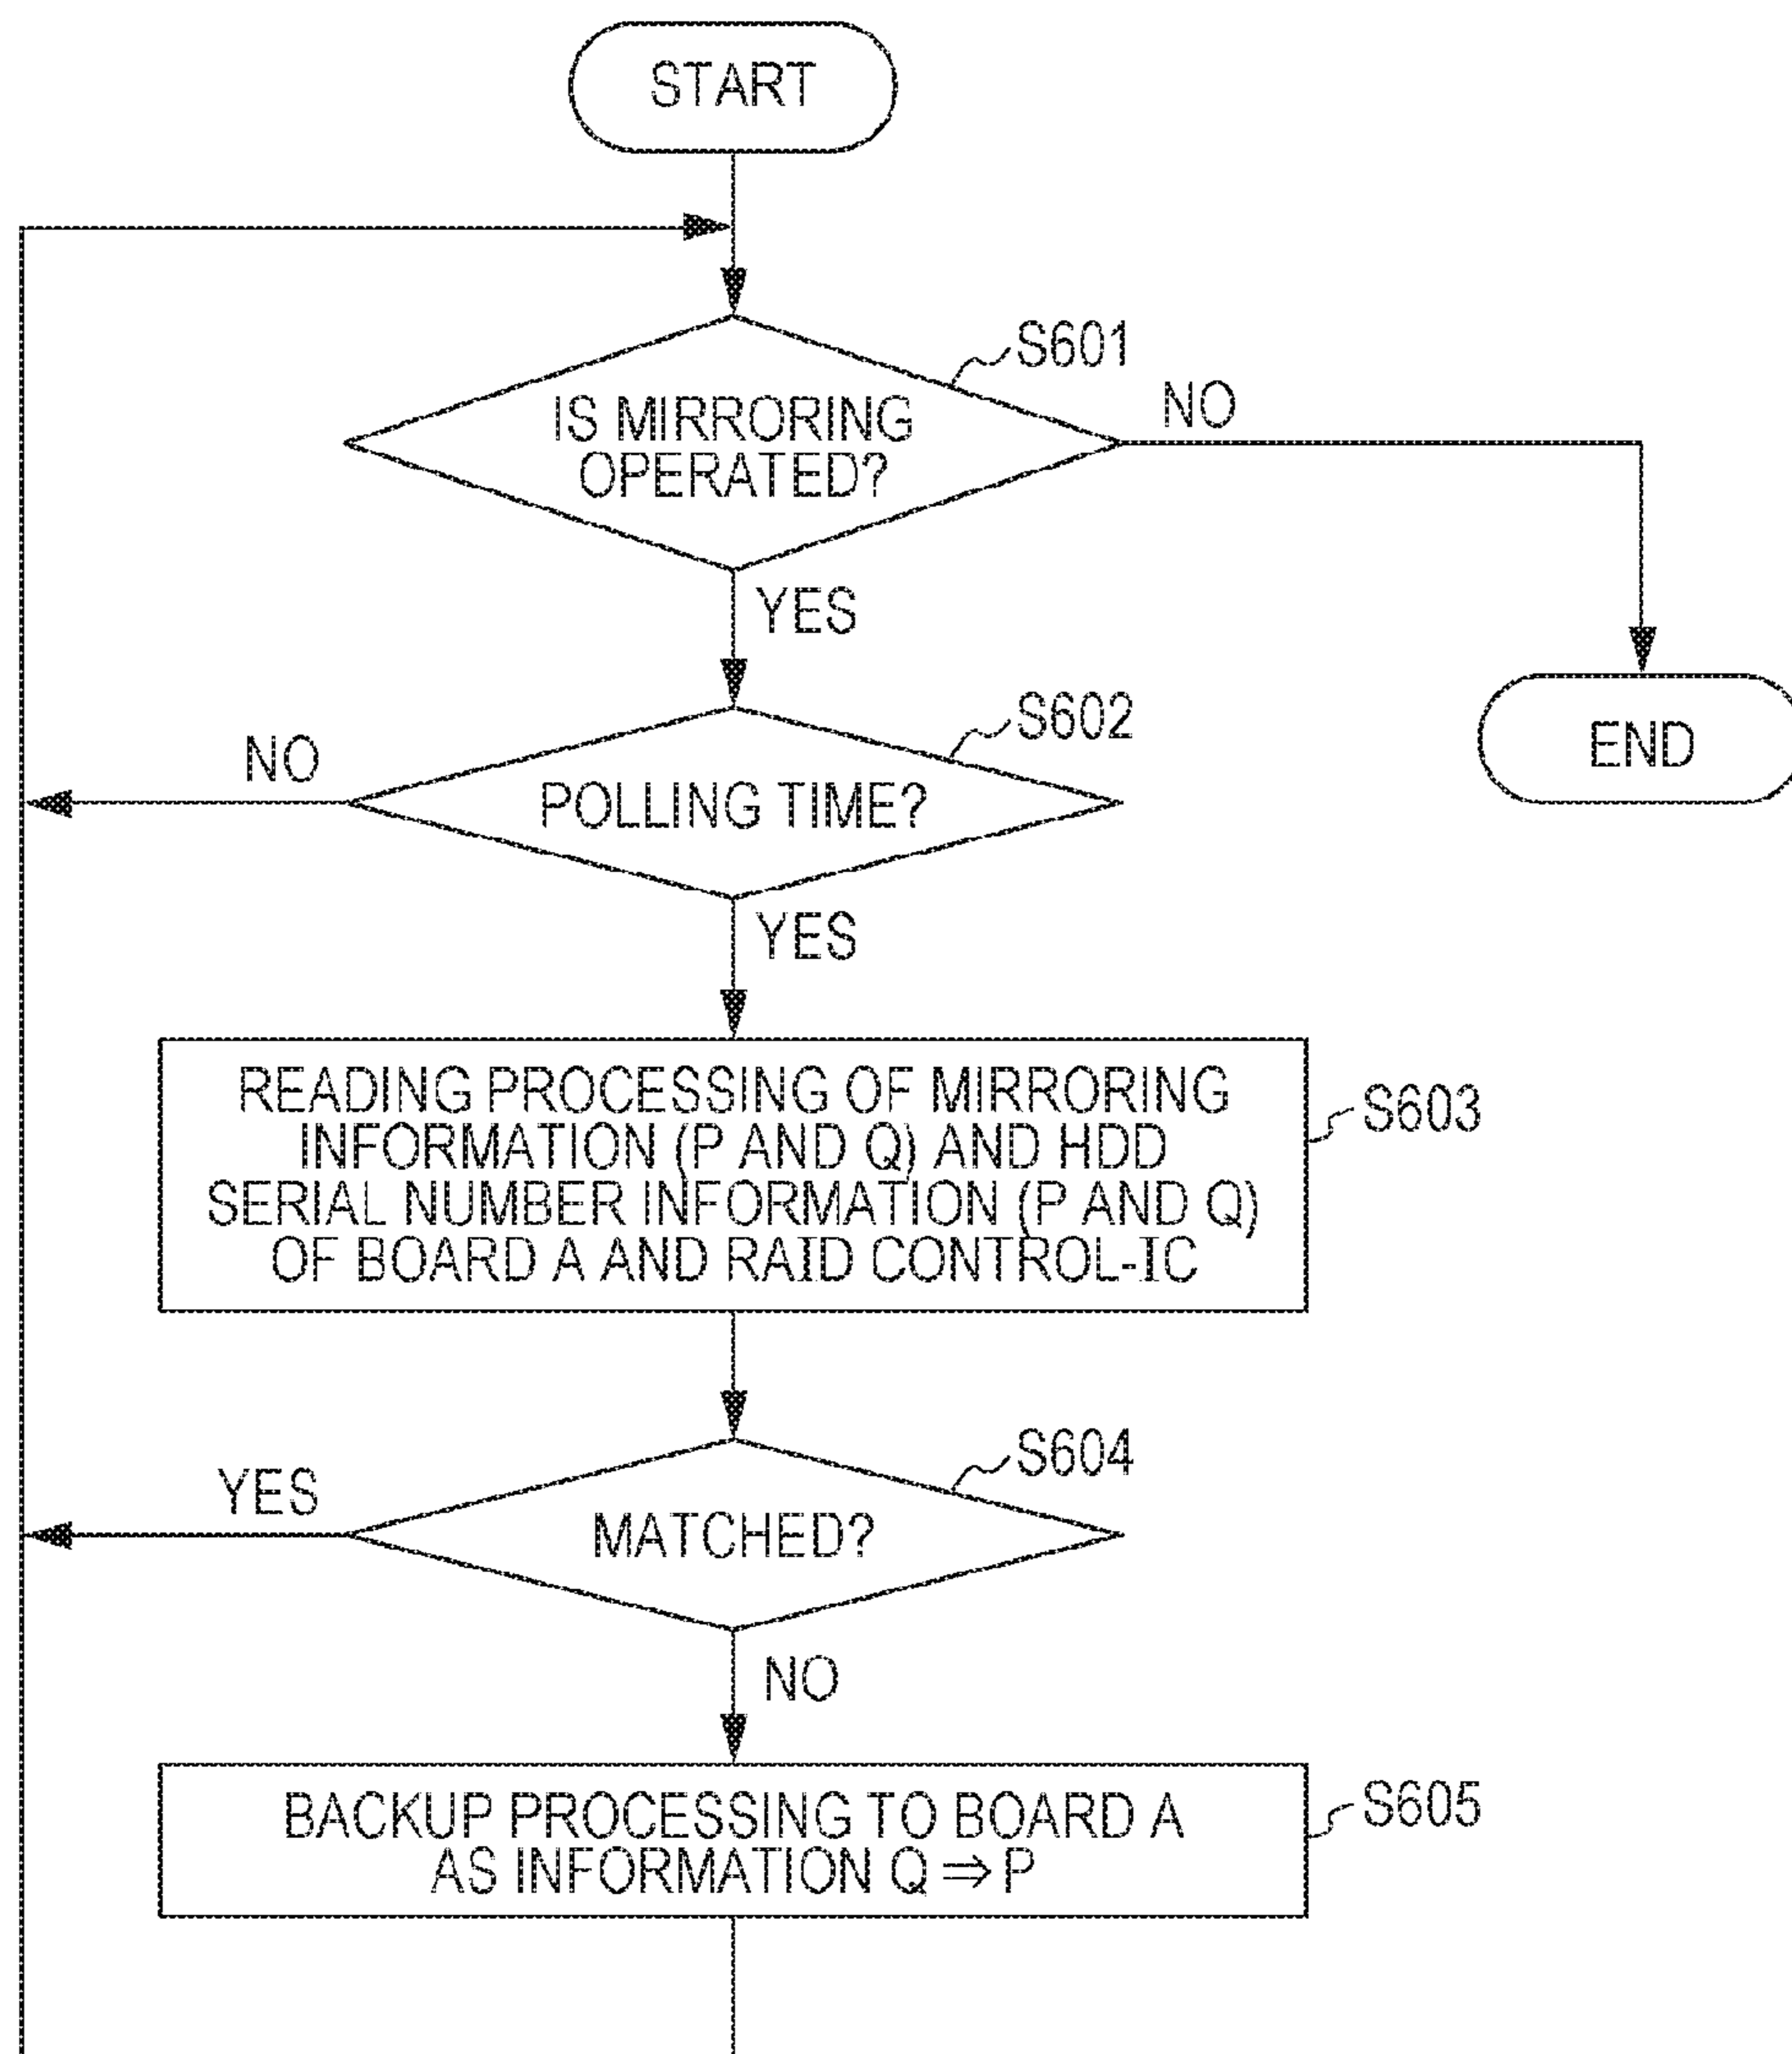 START
S601
IS MIRRORING
OPERATED?
NO
YES
S602
NO
POLLING TIME?
END
YES
READING PROCESSING OF MIRRORING
INFORMATION (P AND Q) AND HDD
SERIAL NUMBER INFORMATION (P AND Q)
OF BOARD A AND RAID CONTROL-IC
S603
S604
YES
MATCHED?
NO
BACKUP PROCESSING TO BOARD A
AS INFORMATION Q ⇒ P
S605